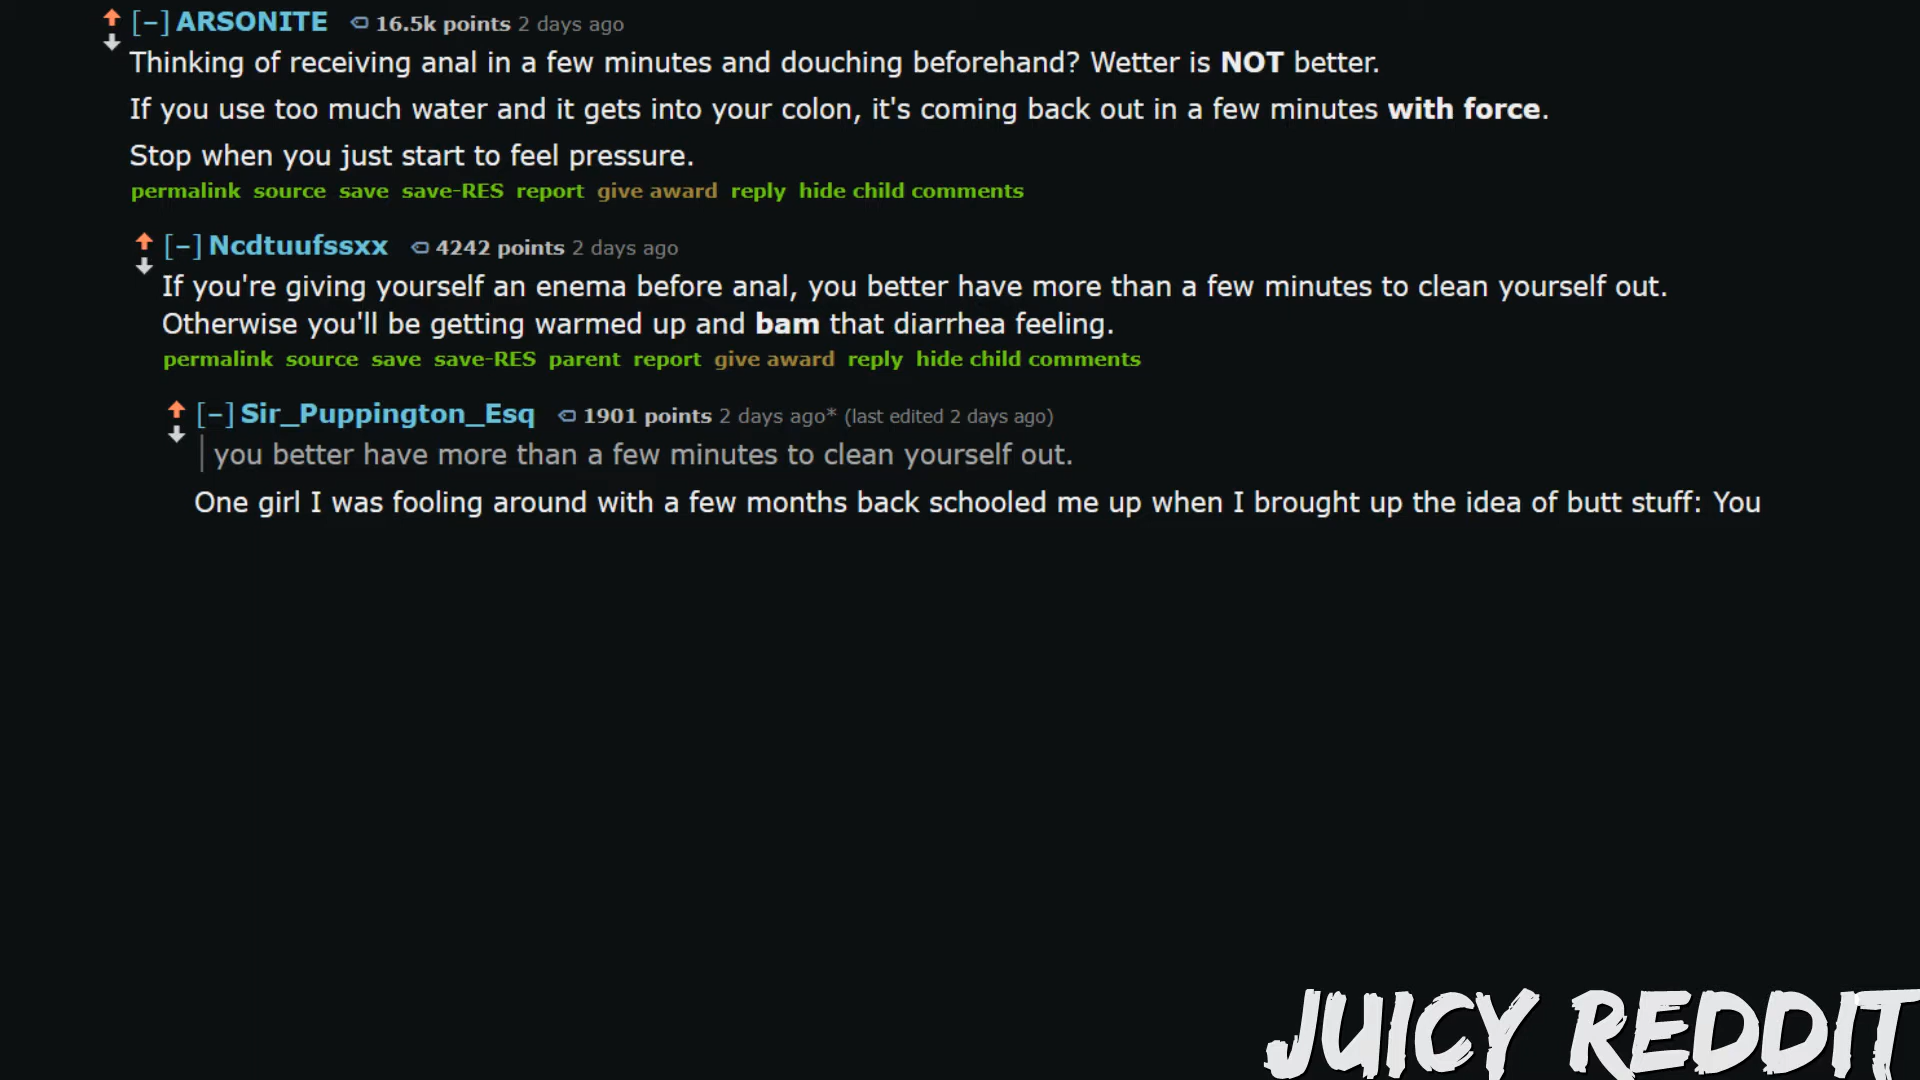 [–] ARSONITE 16.5k points 2 days ago
Thinking of receiving anal in a few minutes and douching beforehand? Wetter is NOT better.
If you use too much water and it gets into your colon, it's coming back out in a few minutes with force.
Stop when you just start to feel pressure.
permalink source save save-RES report give award reply hide child comments
[–] Ncdtuufssxx 4242 points 2 days ago
If you're giving yourself an enema before anal, you better have more than a few minutes to clean yourself out.
Otherwise you'll be getting warmed up and bam that diarrhea feeling.
permalink source save save-RES parent report give award reply hide child comments
[–] Sir_Puppington_Esq 1901 points 2 days ago* (last edited 2 days ago)
you better have more than a few minutes to clean yourself out.
One girl I was fooling around with a few months back schooled me up when I brought up the idea of butt stuff: You
JUICY REDDIT